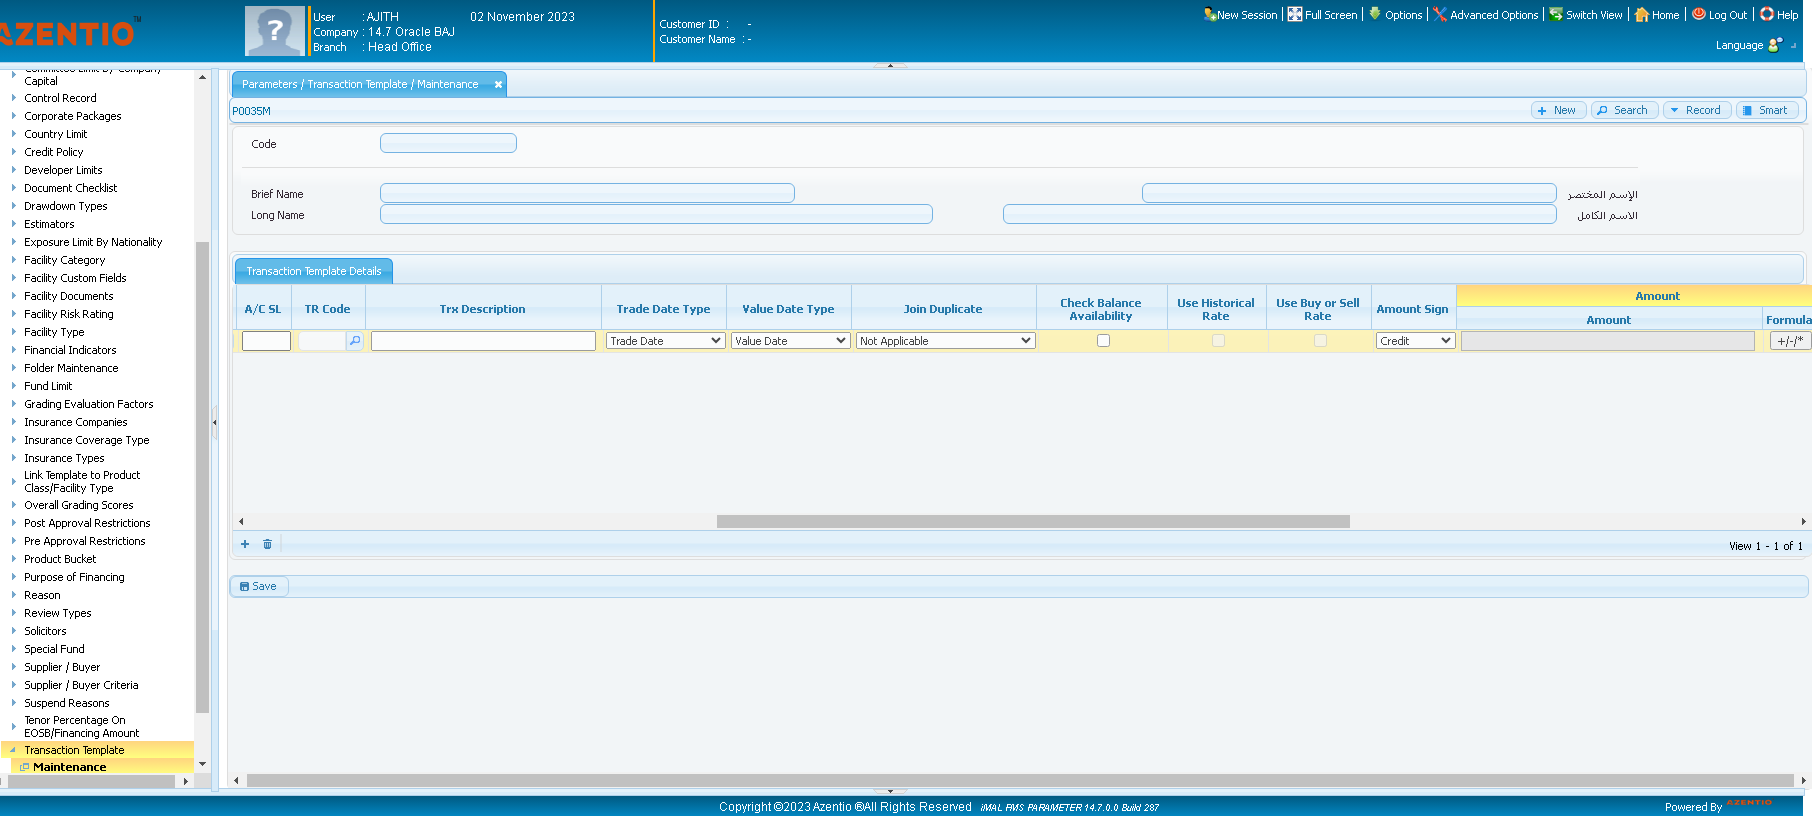 AZENTIO™
User : AJITH 02 November 2023
Company : 14.7 Oracle BAJ
Branch : Head Office
Customer ID : -
Customer Name : -
New Session | Full Screen | Options | Advanced Options | Switch View | Home | Log Out | Help
Language
Committee Limit By Company
Capital
Control Record
Corporate Packages
Country Limit
Credit Policy
Developer Limits
Document Checklist
Drawdown Types
Estimators
Exposure Limit By Nationality
Facility Category
Facility Custom Fields
Facility Documents
Facility Risk Rating
Facility Type
Financial Indicators
Folder Maintenance
Fund Limit
Grading Evaluation Factors
Insurance Companies
Insurance Coverage Type
Insurance Types
Link Template to Product
Class/Facility Type
Overall Grading Scores
Post Approval Restrictions
Pre Approval Restrictions
Product Bucket
Purpose of Financing
Reason
Review Types
Solicitors
Special Fund
Supplier / Buyer
Supplier / Buyer Criteria
Suspend Reasons
Tenor Percentage On
EOSB/Financing Amount
Transaction Template
Maintenance
Parameters / Transaction Template / Maintenance
P0035M
New Search Record Smart
Code
Brief Name الإسم المختصر
Long Name الاسم الكامل
Transaction Template Details
A/C SL TR Code Trx Description Trade Date Type Value Date Type Join Duplicate Check Balance Availability Use Historical Rate Use Buy or Sell Rate Amount Sign Amount
Amount Formula
Trade Date Value Date Not Applicable Credit +/-/*
View 1 - 1 of 1
Save
Copyright ©2023 Azentio ®All Rights Reserved iMAL PMS PARAMETER 14.7.0.0 Build 287
Powered By AZENTIO